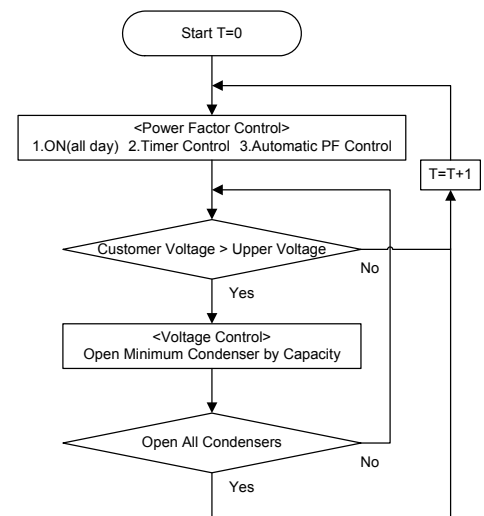 Start T=0
<Power Factor Control>
1.ON(all day) 2.Timer Control 3.Automatic PF Control
T=T+1
Customer Voltage > Upper Voltage
No
Yes
<Voltage Control>
Open Minimum Condenser by Capacity
Open All Condensers
No
Yes